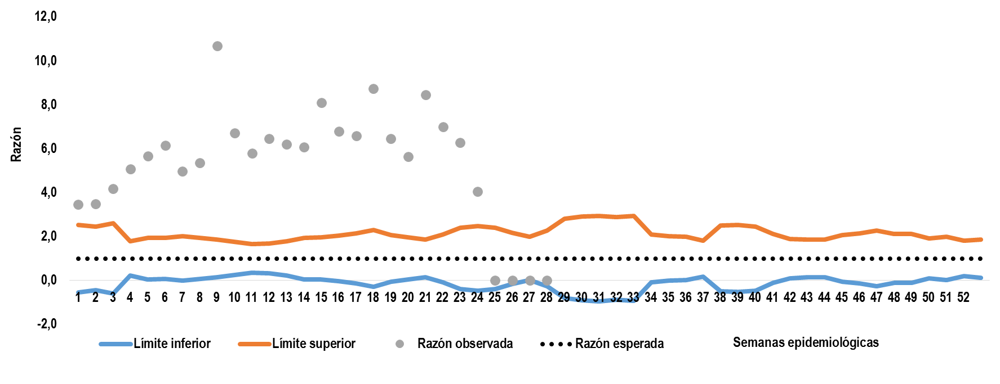 12,0
10,0
8,0
6,0
4,0
2,0
0,0
-2,0
Razón
1 2 3 4 5 6 7 8 9 10 11 12 13 14 15 16 17 18 19 20 21 22 23 24 25 26 27 28 29 30 31 32 33 34 35 36 37 38 39 40 41 42 43 44 45 46 47 48 49 50 51 52
Límite inferior Límite superior Razón observada Razón esperada Semanas epidemiológicas